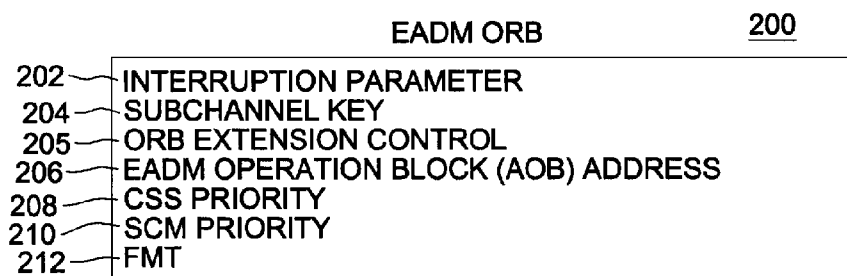 EADM ORB 200
202 INTERRUPTION PARAMETER
204 SUBCHANNEL KEY
205 ORB EXTENSION CONTROL
206 EADM OPERATION BLOCK (AOB) ADDRESS
208 CSS PRIORITY
210 SCM PRIORITY
212 FMT